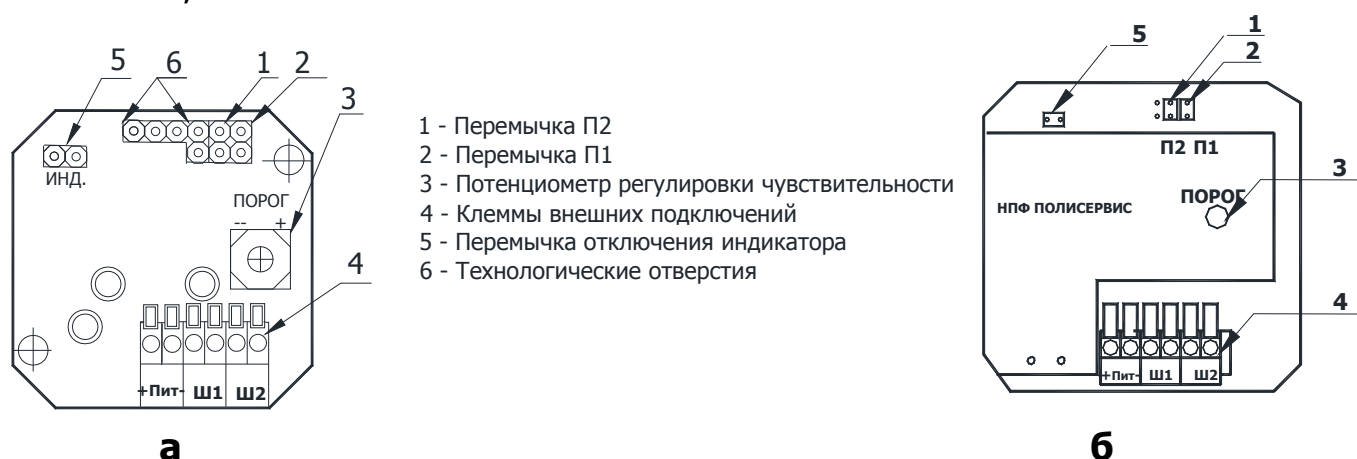 5 6 1 2
3
ИНД.
ПОРОГ
-- +
4
+Пит- Ш1 Ш2
а
1 - Перемычка П2
2 - Перемычка П1
3 - Потенциометр регулировки чувствительности
4 - Клеммы внешних подключений
5 - Перемычка отключения индикатора
6 - Технологические отверстия
1
5
2
П2 П1
3
ПОРОГ
НПФ ПОЛИСЕРВИС
4
+Пит- Ш1 Ш2
б